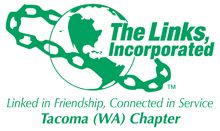 The Links,
Incorporated
TM
Linked in Friendship, Connected in Service
Tacoma (WA) Chapter